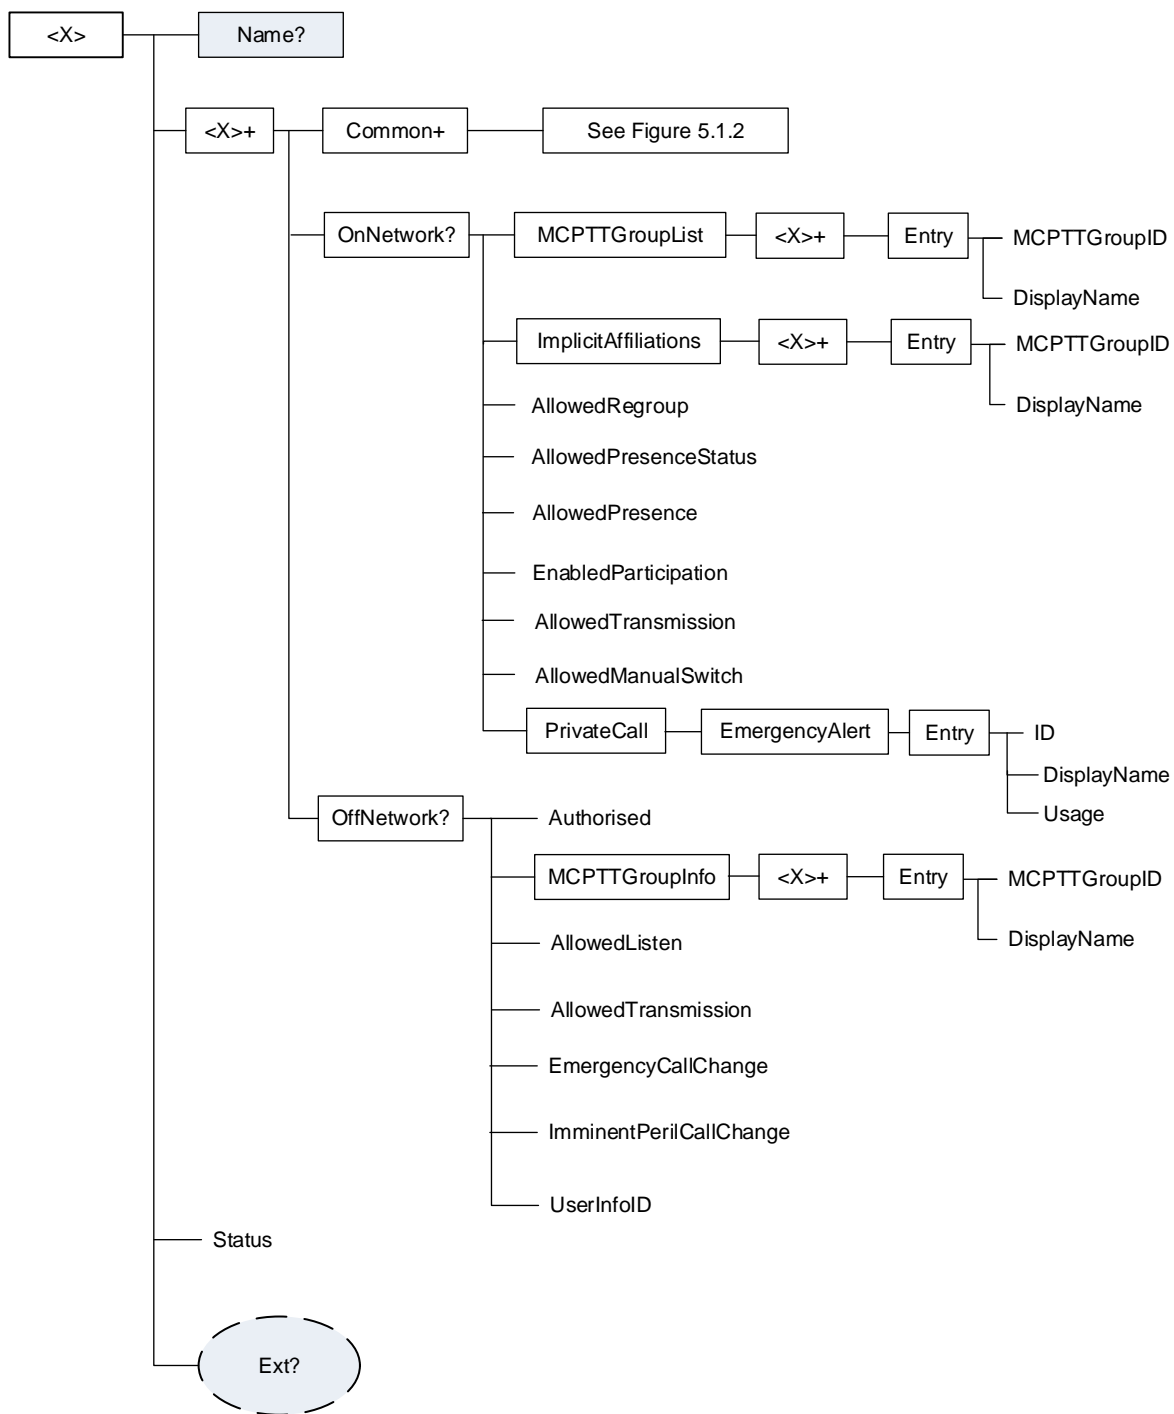 <X>
Name?
<X>+
Common+
See Figure 5.1.2
OnNetwork?
MCPTTGroupList
<X>+
Entry
MCPTTGroupID
DisplayName
ImplicitAffiliations
<X>+
Entry
MCPTTGroupID
DisplayName
AllowedRegroup
AllowedPresenceStatus
AllowedPresence
EnabledParticipation
AllowedTransmission
AllowedManualSwitch
PrivateCall
EmergencyAlert
Entry
ID
DisplayName
Usage
OffNetwork?
Authorised
MCPTTGroupInfo
<X>+
Entry
MCPTTGroupID
DisplayName
AllowedListen
AllowedTransmission
EmergencyCallChange
ImminentPerilCallChange
UserInfoID
Status
Ext?